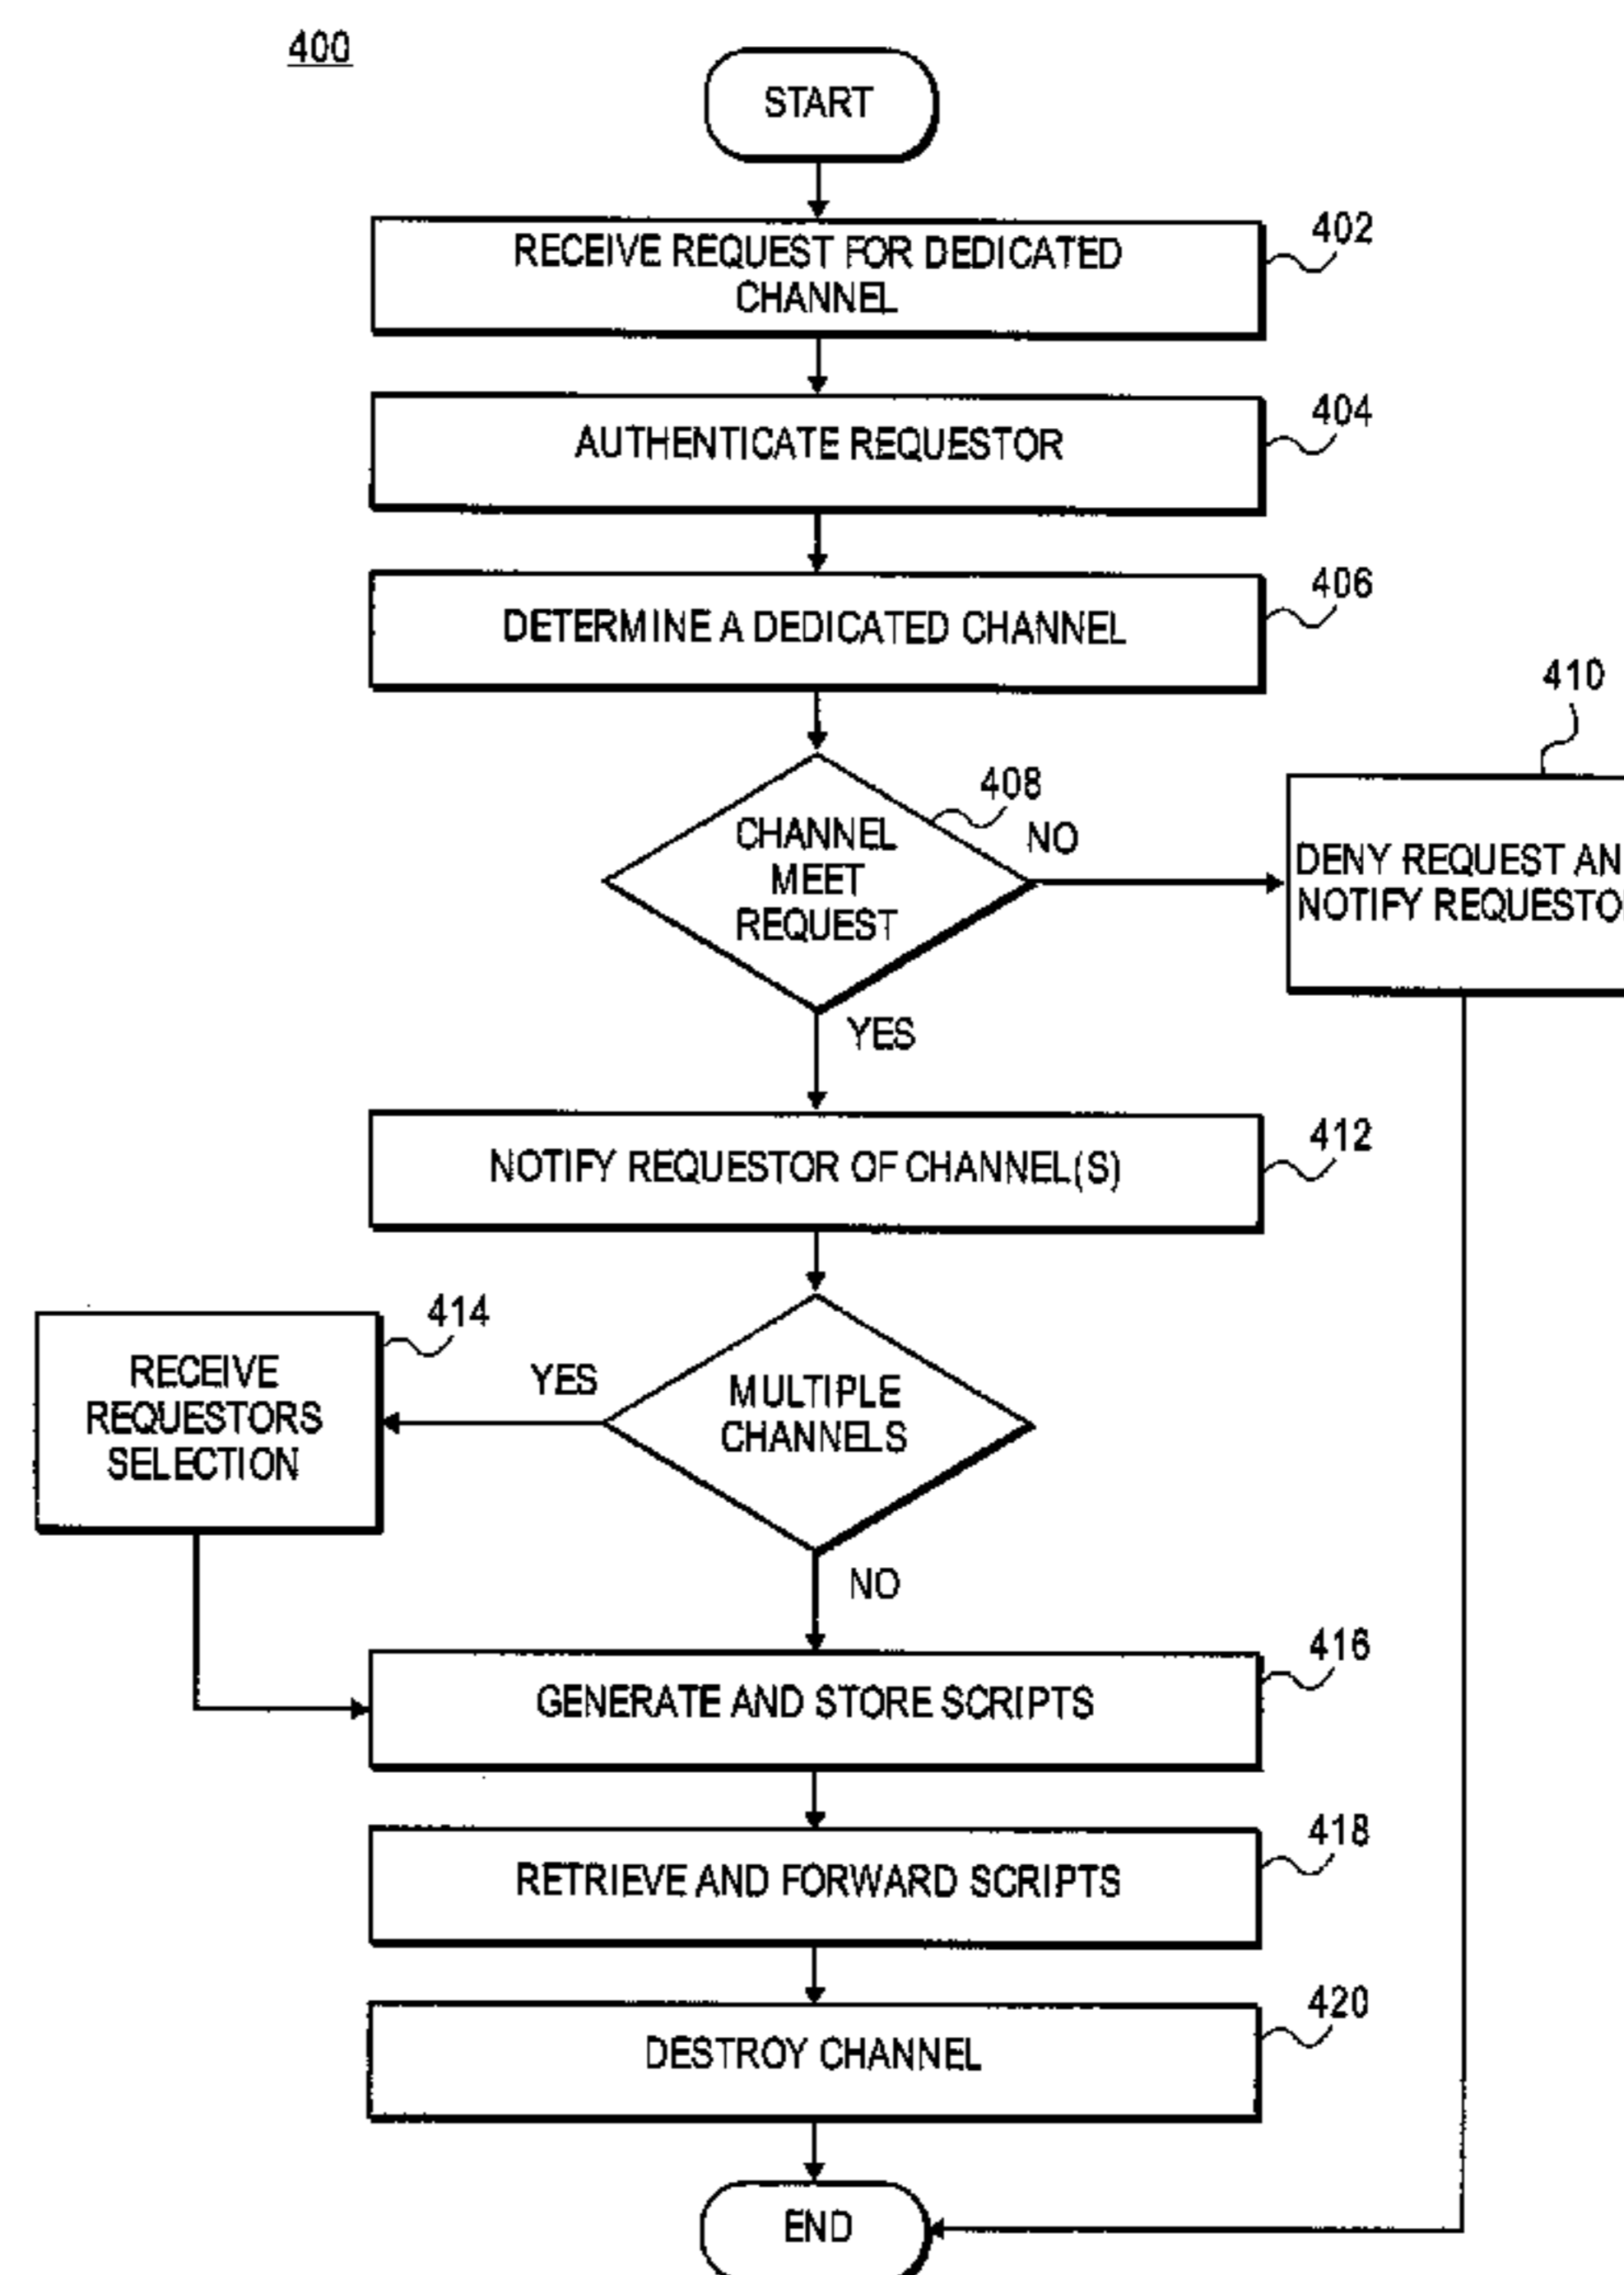 400
START
RECEIVE REQUEST FOR DEDICATED
CHANNEL
402
AUTHENTICATE REQUESTOR
404
DETERMINE A DEDICATED CHANNEL
406
CHANNEL
MEET
REQUEST
408
NO
410
DENY REQUEST AN
NOTIFY REQUESTO
YES
NOTIFY REQUESTOR OF CHANNEL(S)
412
MULTIPLE
CHANNELS
YES
414
RECEIVE
REQUESTORS
SELECTION
NO
GENERATE AND STORE SCRIPTS
416
RETRIEVE AND FORWARD SCRIPTS
418
DESTROY CHANNEL
420
END